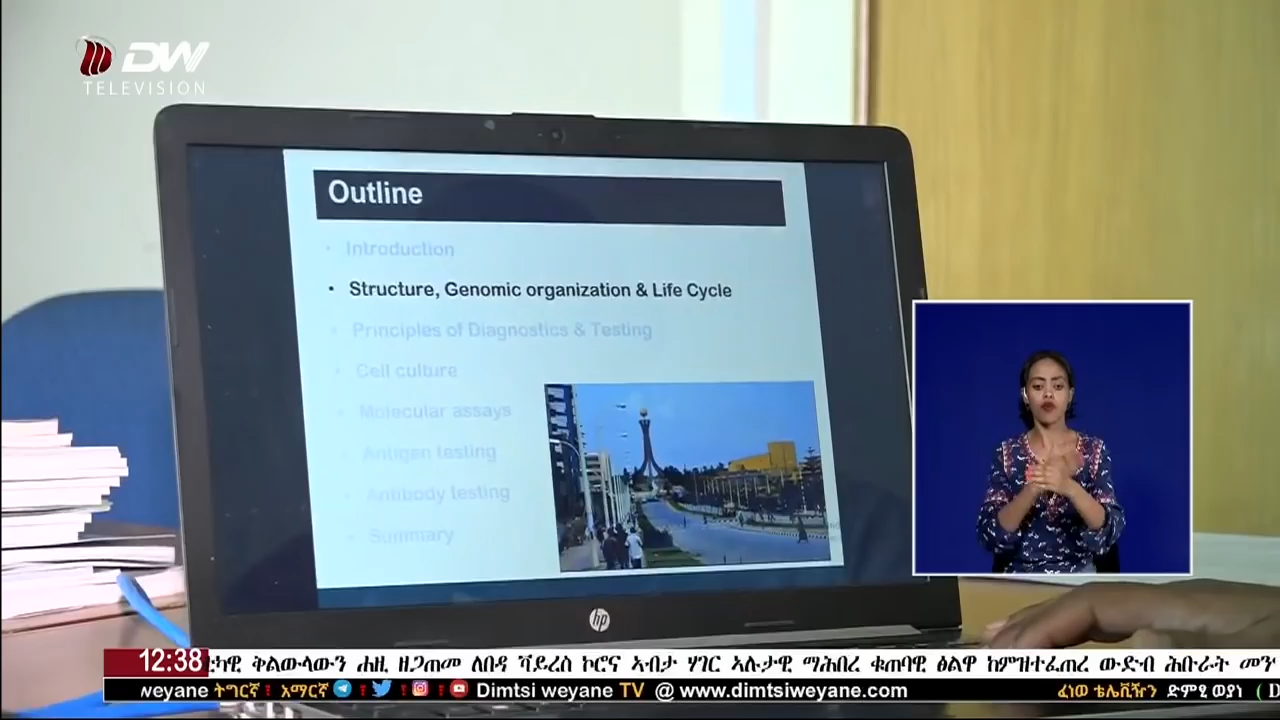 DW
TELEVISION
Outline
• Introduction
• Structure, Genomic organization & Life Cycle
• Principles of Diagnostics & Testing
• Cell culture
• Molecular assays
• Antigen testing
• Antibody testing
• Summary
hp
12:38 ቅልውላውን ሐዚ ዘጋጠመ ለበዳ ቫይረስ ኮሮና ኣብታ ሃገር ኣሉታዊ ማሕበረ ቁጠባዊ ፅልዋ ከምዝተፈጠረ ውድብ ሕቡራት መን
weyane ትግርኛ አማርኛ Dimtsi weyane TV @ www.dimtsiweyane.com ፈነወ ቴሌቪዥን ድምፂ ወያነ ( D